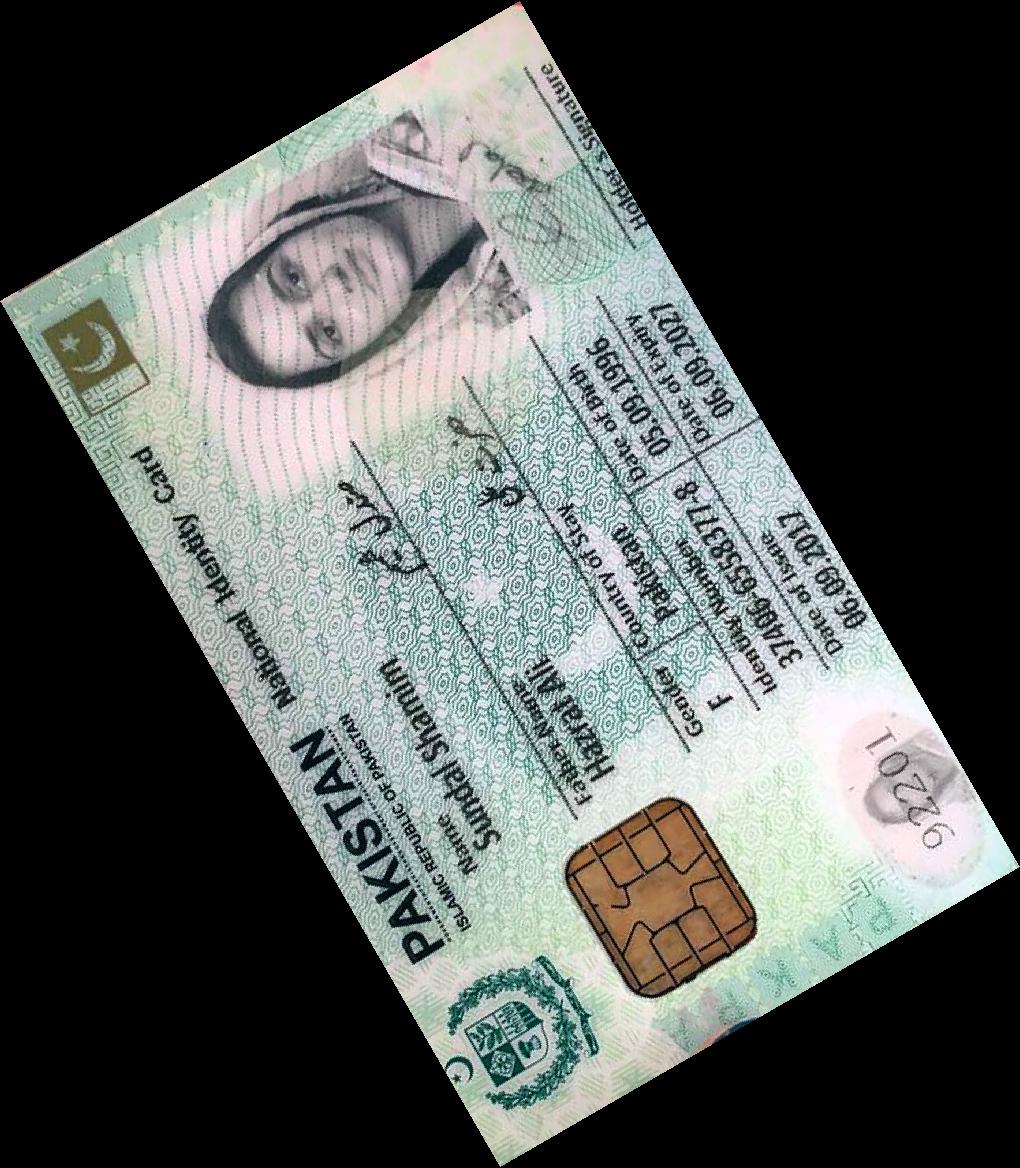 PAKISTAN National Identity Card
ISLAMIC REPUBLIC OF PAKISTAN
Name
Sundal Shamim
Father Name
Hazrat Ali
Gender
Country of Stay
F
Pakistan
Identity Number
Date of Birth
37406-6558377-8
05.09.1996
Date of Issue
Date of Expiry
06.09.2017
06.09.2027
Holder's Signature
92201